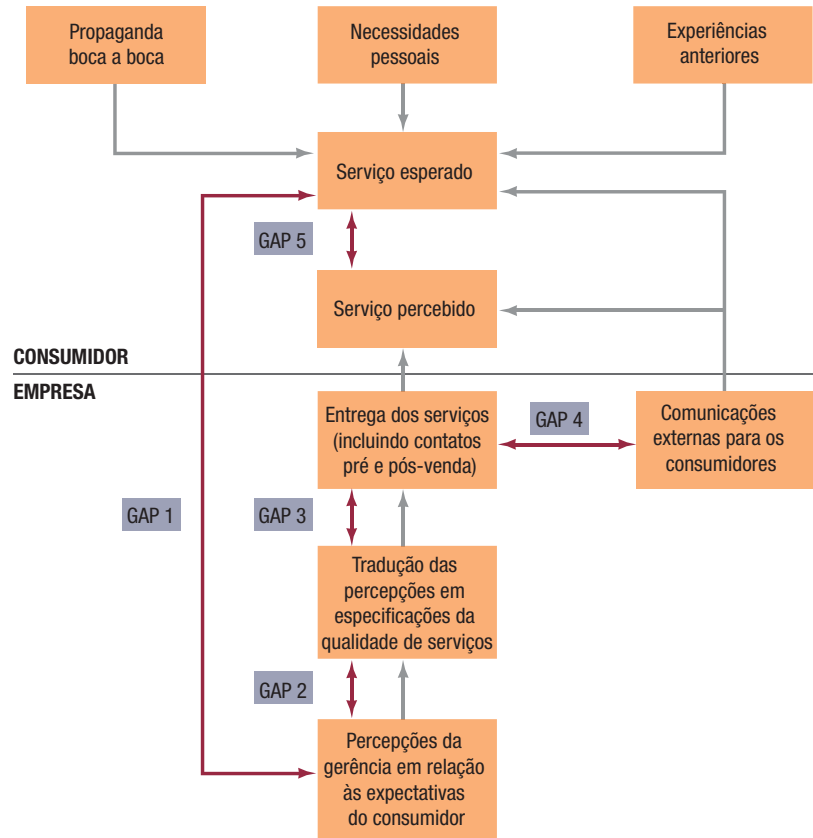 Propaganda
boca a boca
Necessidades
pessoais
Experiências
anteriores
Serviço esperado
GAP 5
Serviço percebido
CONSUMIDOR
EMPRESA
Entrega dos serviços
(incluindo contatos
pré e pós-venda)
GAP 4
Comunicações
externas para os
consumidores
GAP 1
GAP 3
Tradução das
percepções em
especificações da
qualidade de serviços
GAP 2
Percepções da
gerência em relação
às expectativas
do consumidor